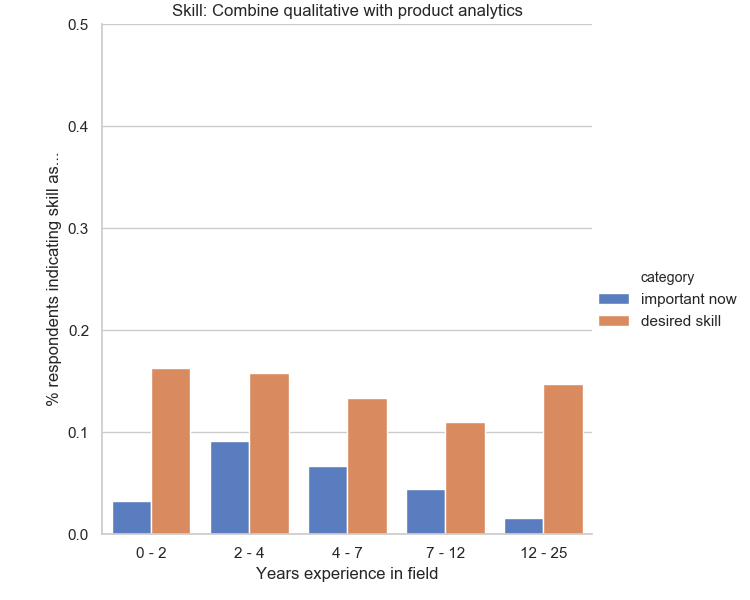 Skill: Combine qualitative with product analytics
% respondents indicating skill as...
0.5
0.4
0.3
0.2
0.1
0.0
0 - 2
2 - 4
4 - 7
7 - 12
12 - 25
Years experience in field
category
important now
desired skill